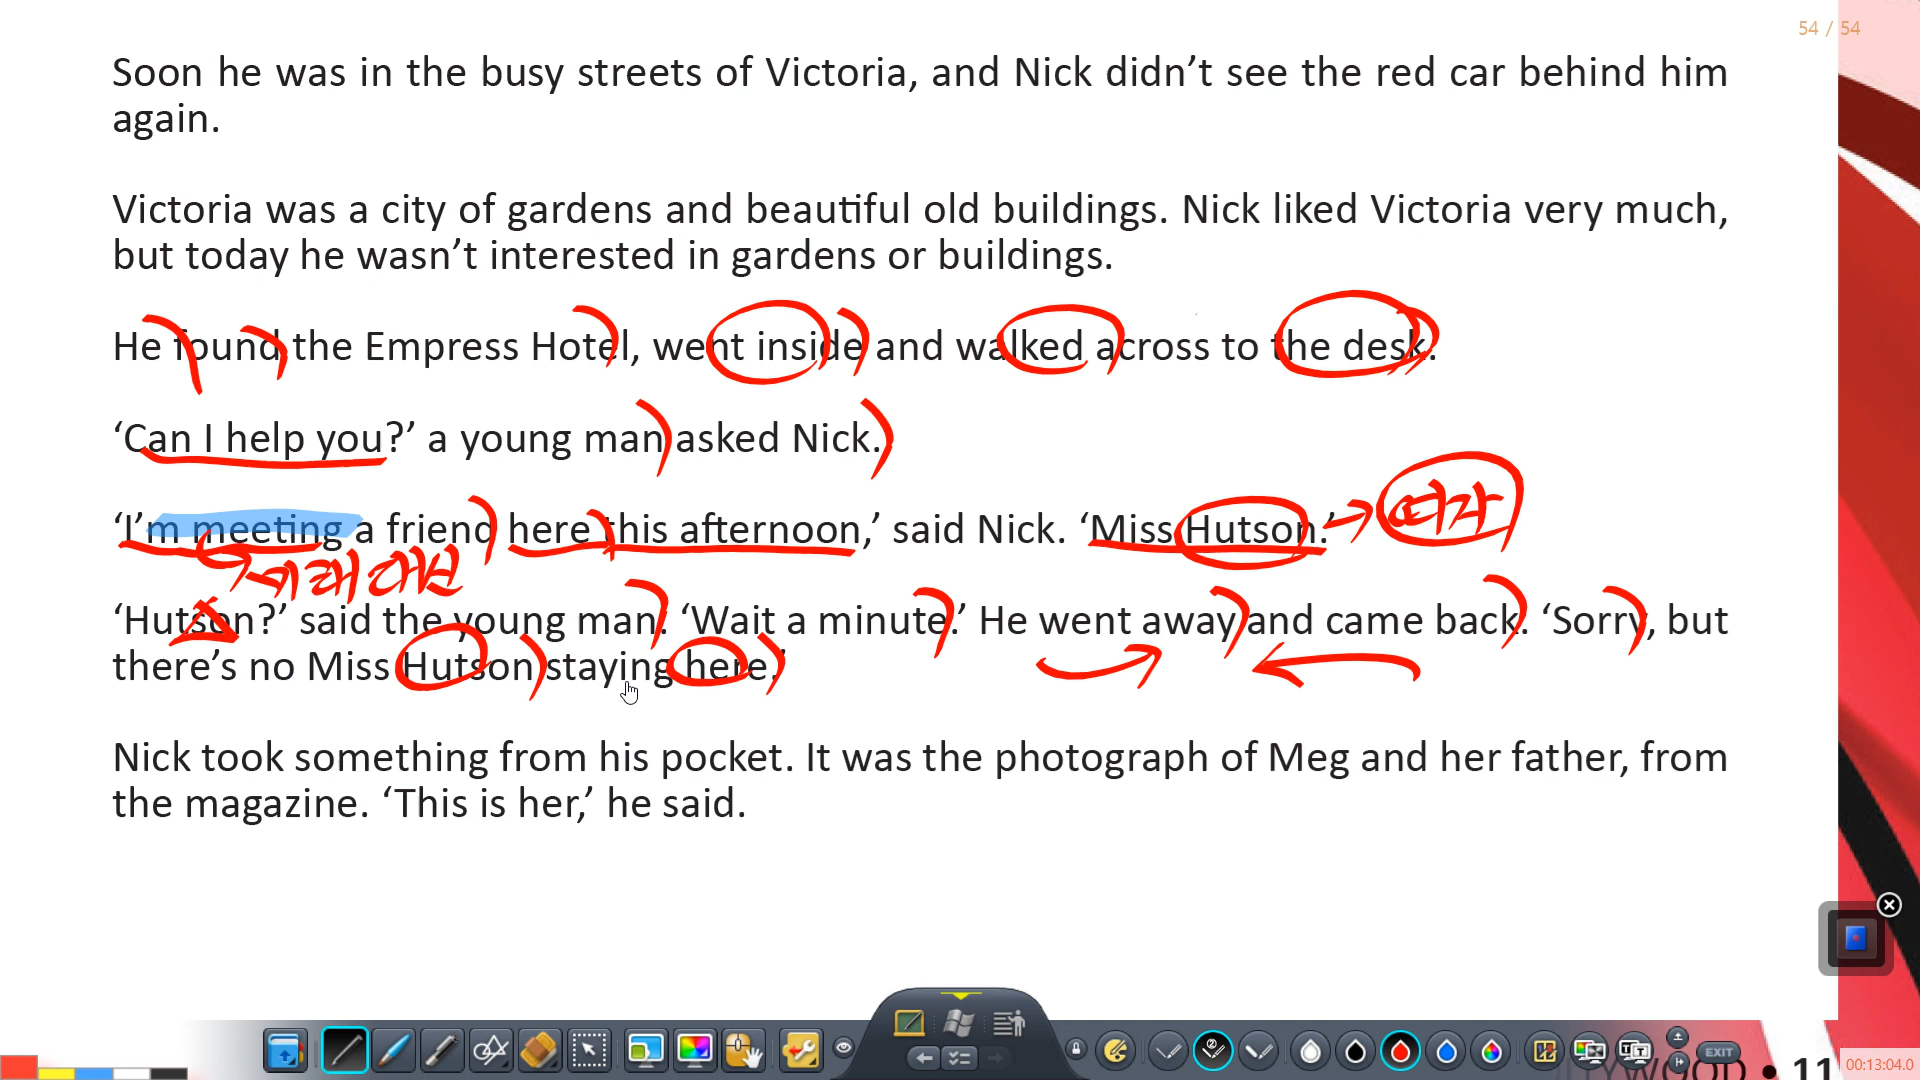 54 / 54
Soon he was in the busy streets of Victoria, and Nick didn’t see the red car behind him
again.
Victoria was a city of gardens and beautiful old buildings. Nick liked Victoria very much,
but today he wasn’t interested in gardens or buildings.
He found the Empress Hotel, went inside and walked across to the desk.
‘Can I help you?’ a young man asked Nick.
‘I’m meeting a friend here this afternoon,’ said Nick. ‘Miss Hutson.’ 여자
미래대신
‘Hutson?’ said the young man. ‘Wait a minute.’ He went away and came back. ‘Sorry, but
there’s no Miss Hutson staying here.’
Nick took something from his pocket. It was the photograph of Meg and her father, from
the magazine. ‘This is her,’ he said.
EXIT
• 11
00:13:04.0